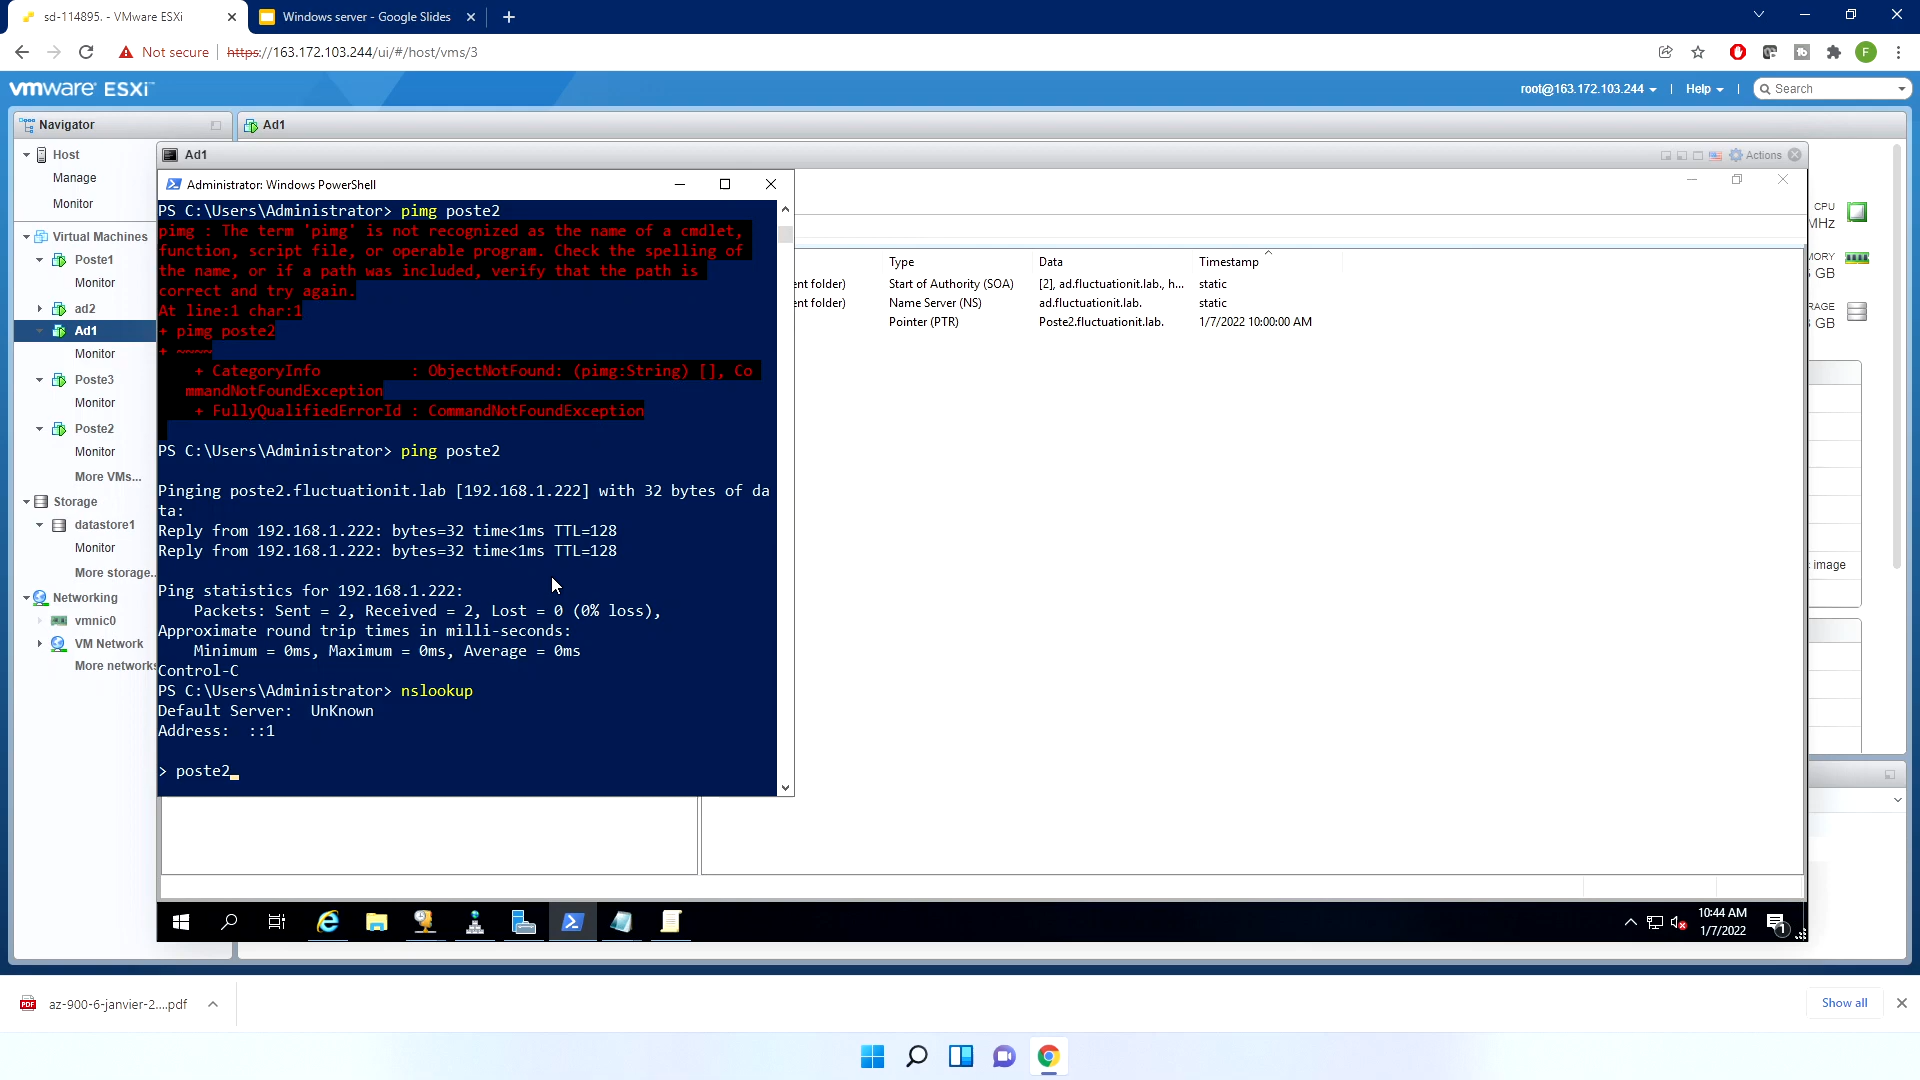 sd-114895. - VMware ESXi
Windows server - Google Slides
Not secure
https://163.172.103.244/ui/#/host/vms/3
F
vmware ESXi™
root@163.172.103.244
Help
Search
Navigator
Ad1
Host
Manage
Monitor
Virtual Machines
Poste1
Monitor
ad2
Ad1
Monitor
Poste3
Monitor
Poste2
Monitor
More VMs...
Storage
datastore1
Monitor
More storage..
Networking
vmnic0
VM Network
More networks
Ad1
Actions
Administrator: Windows PowerShell
PS C:\Users\Administrator> pimg poste2
pimg : The term 'pimg' is not recognized as the name of a cmdlet,
function, script file, or operable program. Check the spelling of
the name, or if a path was included, verify that the path is
correct and try again.
At line:1 char:1
+ pimg poste2
+ ~~~~
+ CategoryInfo : ObjectNotFound: (pimg:String) [], Co
mmandNotFoundException
+ FullyQualifiedErrorId : CommandNotFoundException
PS C:\Users\Administrator> ping poste2
Pinging poste2.fluctuationit.lab [192.168.1.222] with 32 bytes of da
ta:
Reply from 192.168.1.222: bytes=32 time<1ms TTL=128
Reply from 192.168.1.222: bytes=32 time<1ms TTL=128
Ping statistics for 192.168.1.222:
Packets: Sent = 2, Received = 2, Lost = 0 (0% loss),
Approximate round trip times in milli-seconds:
Minimum = 0ms, Maximum = 0ms, Average = 0ms
Control-C
PS C:\Users\Administrator> nslookup
Default Server: UnKnown
Address: ::1
> poste2_
Type Data Timestamp
ent folder) Start of Authority (SOA) [2], ad.fluctuationit.lab., h... static
ent folder) Name Server (NS) ad.fluctuationit.lab. static
Pointer (PTR) Poste2.fluctuationit.lab. 1/7/2022 10:00:00 AM
CPU
MHz
GB
GB
image
10:44 AM
1/7/2022
1
PDF
az-900-6-janvier-2....pdf
Show all